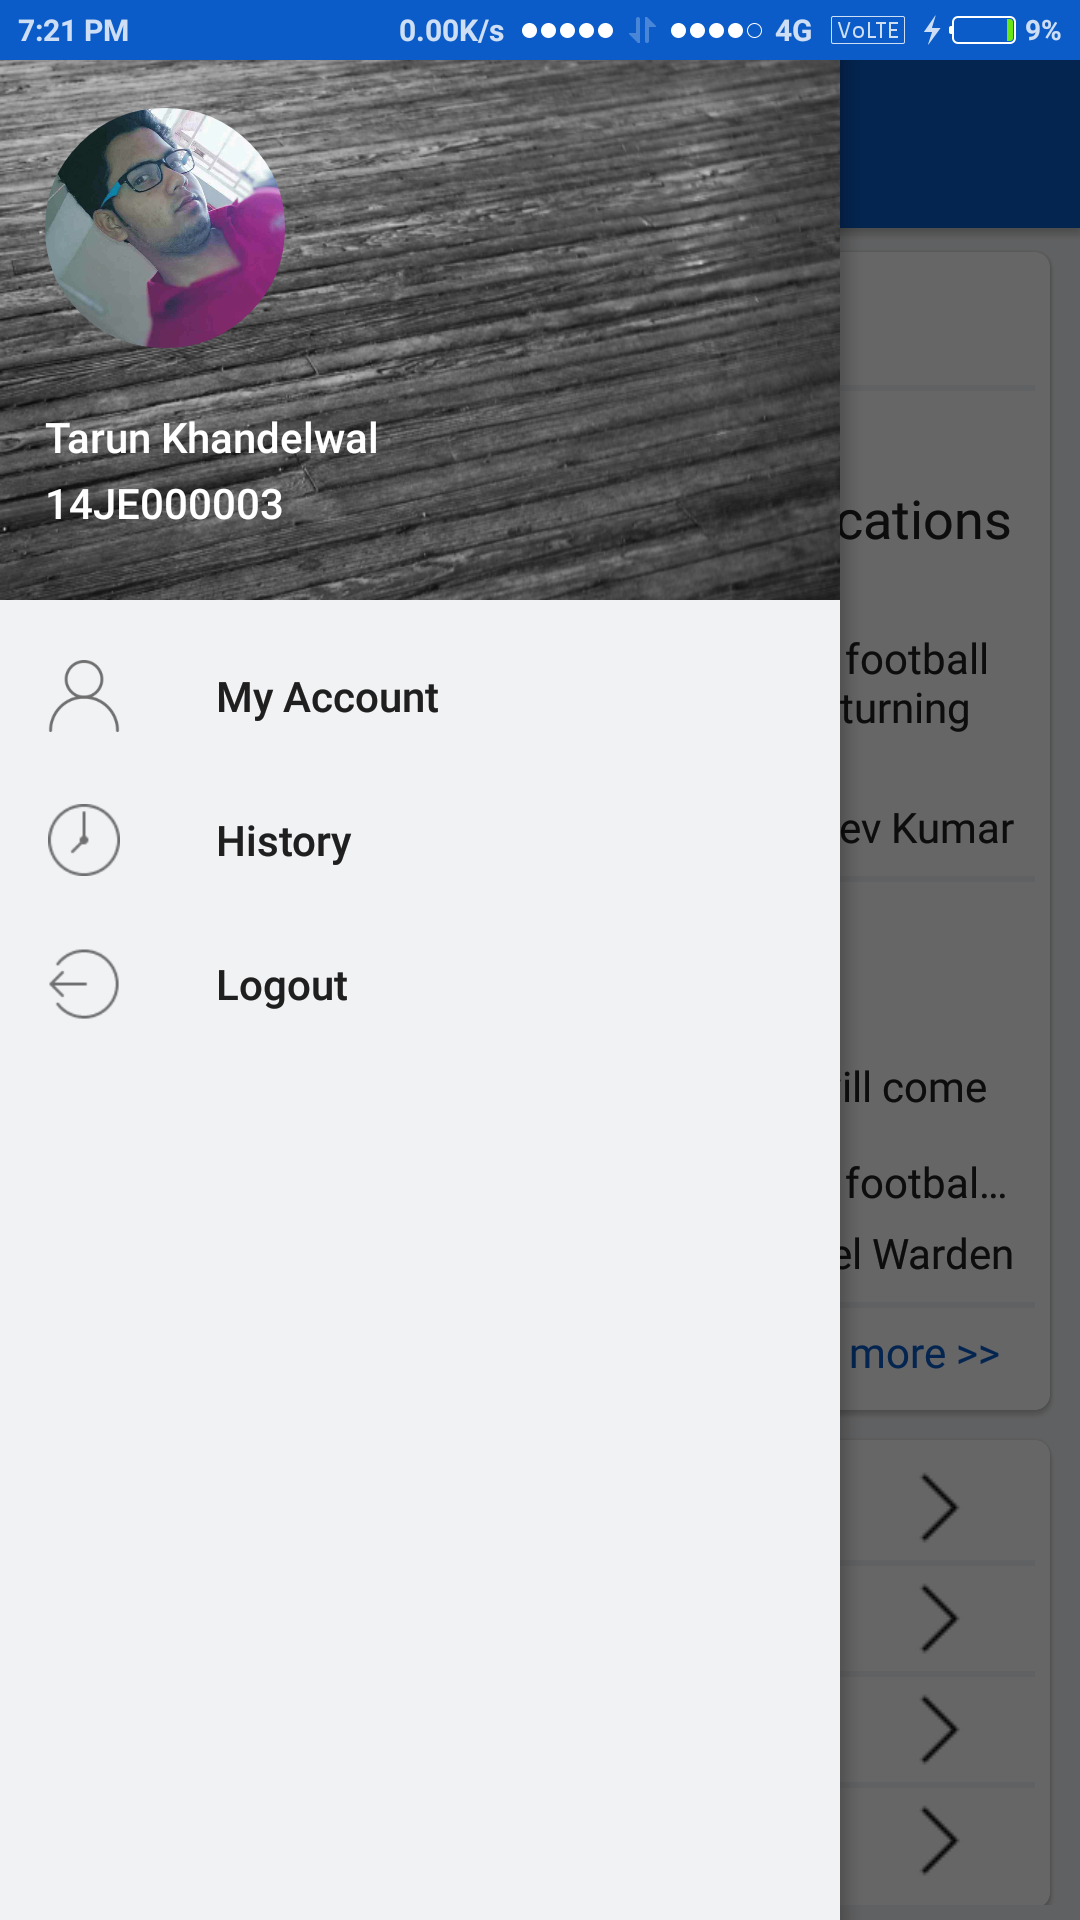 7:21 PM 0.00K/s 4G VoLTE 9%
Tarun Khandelwal
14JE000003
My Account
History
Logout
cations
football
turning
ev Kumar
ill come
footbal...
el Warden
more >>